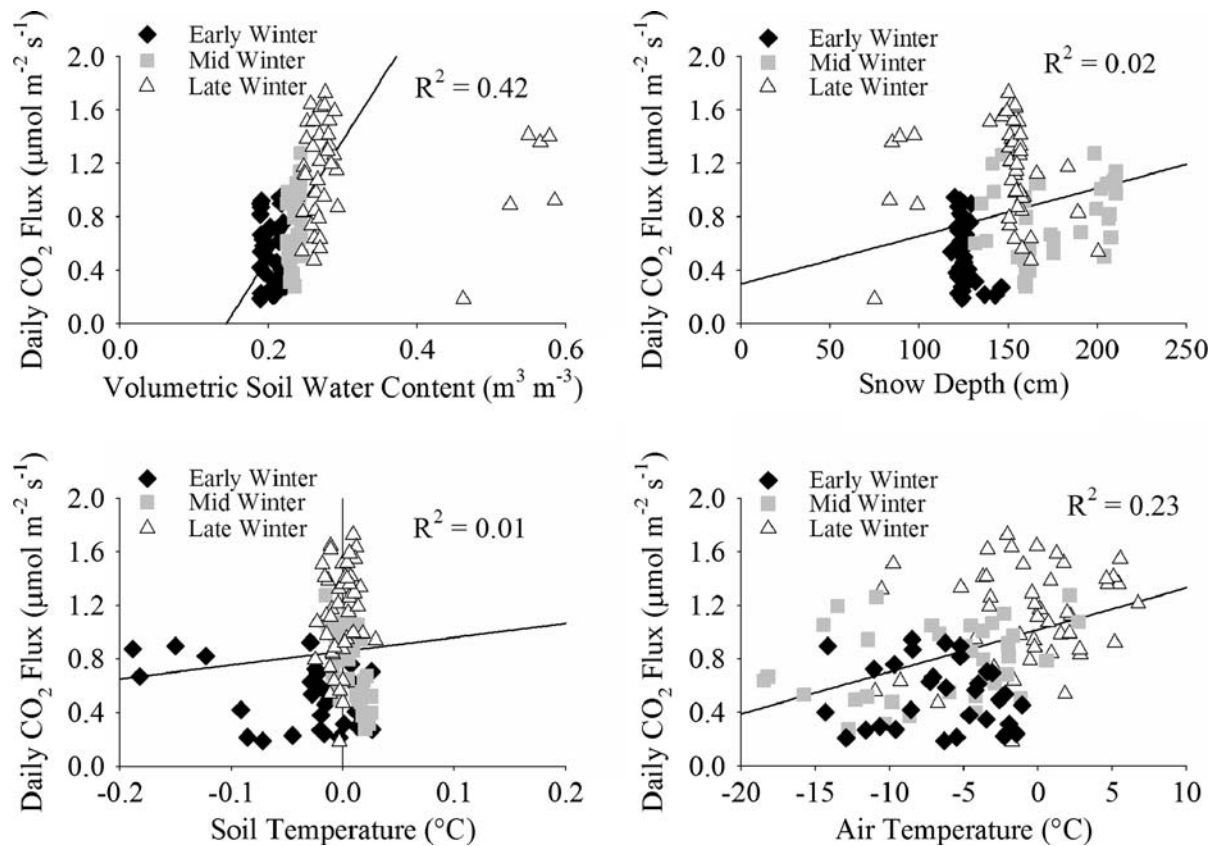 Early Winter
Mid Winter
Late Winter
R² = 0.42
Daily CO₂ Flux (μmol m⁻² s⁻¹)
2.0
1.6
1.2
0.8
0.4
0.0
0.0 0.2 0.4 0.6
Volumetric Soil Water Content (m³ m⁻³)
Early Winter
Mid Winter
Late Winter
R² = 0.02
Daily CO₂ Flux (μmol m⁻² s⁻¹)
2.0
1.6
1.2
0.8
0.4
0.0
0 50 100 150 200 250
Snow Depth (cm)
Early Winter
Mid Winter
Late Winter
R² = 0.01
Daily CO₂ Flux (μmol m⁻² s⁻¹)
2.0
1.6
1.2
0.8
0.4
0.0
-0.2 -0.1 0.0 0.1 0.2
Soil Temperature (°C)
Early Winter
Mid Winter
Late Winter
R² = 0.23
Daily CO₂ Flux (μmol m⁻² s⁻¹)
2.0
1.6
1.2
0.8
0.4
0.0
-20 -15 -10 -5 0 5 10
Air Temperature (°C)